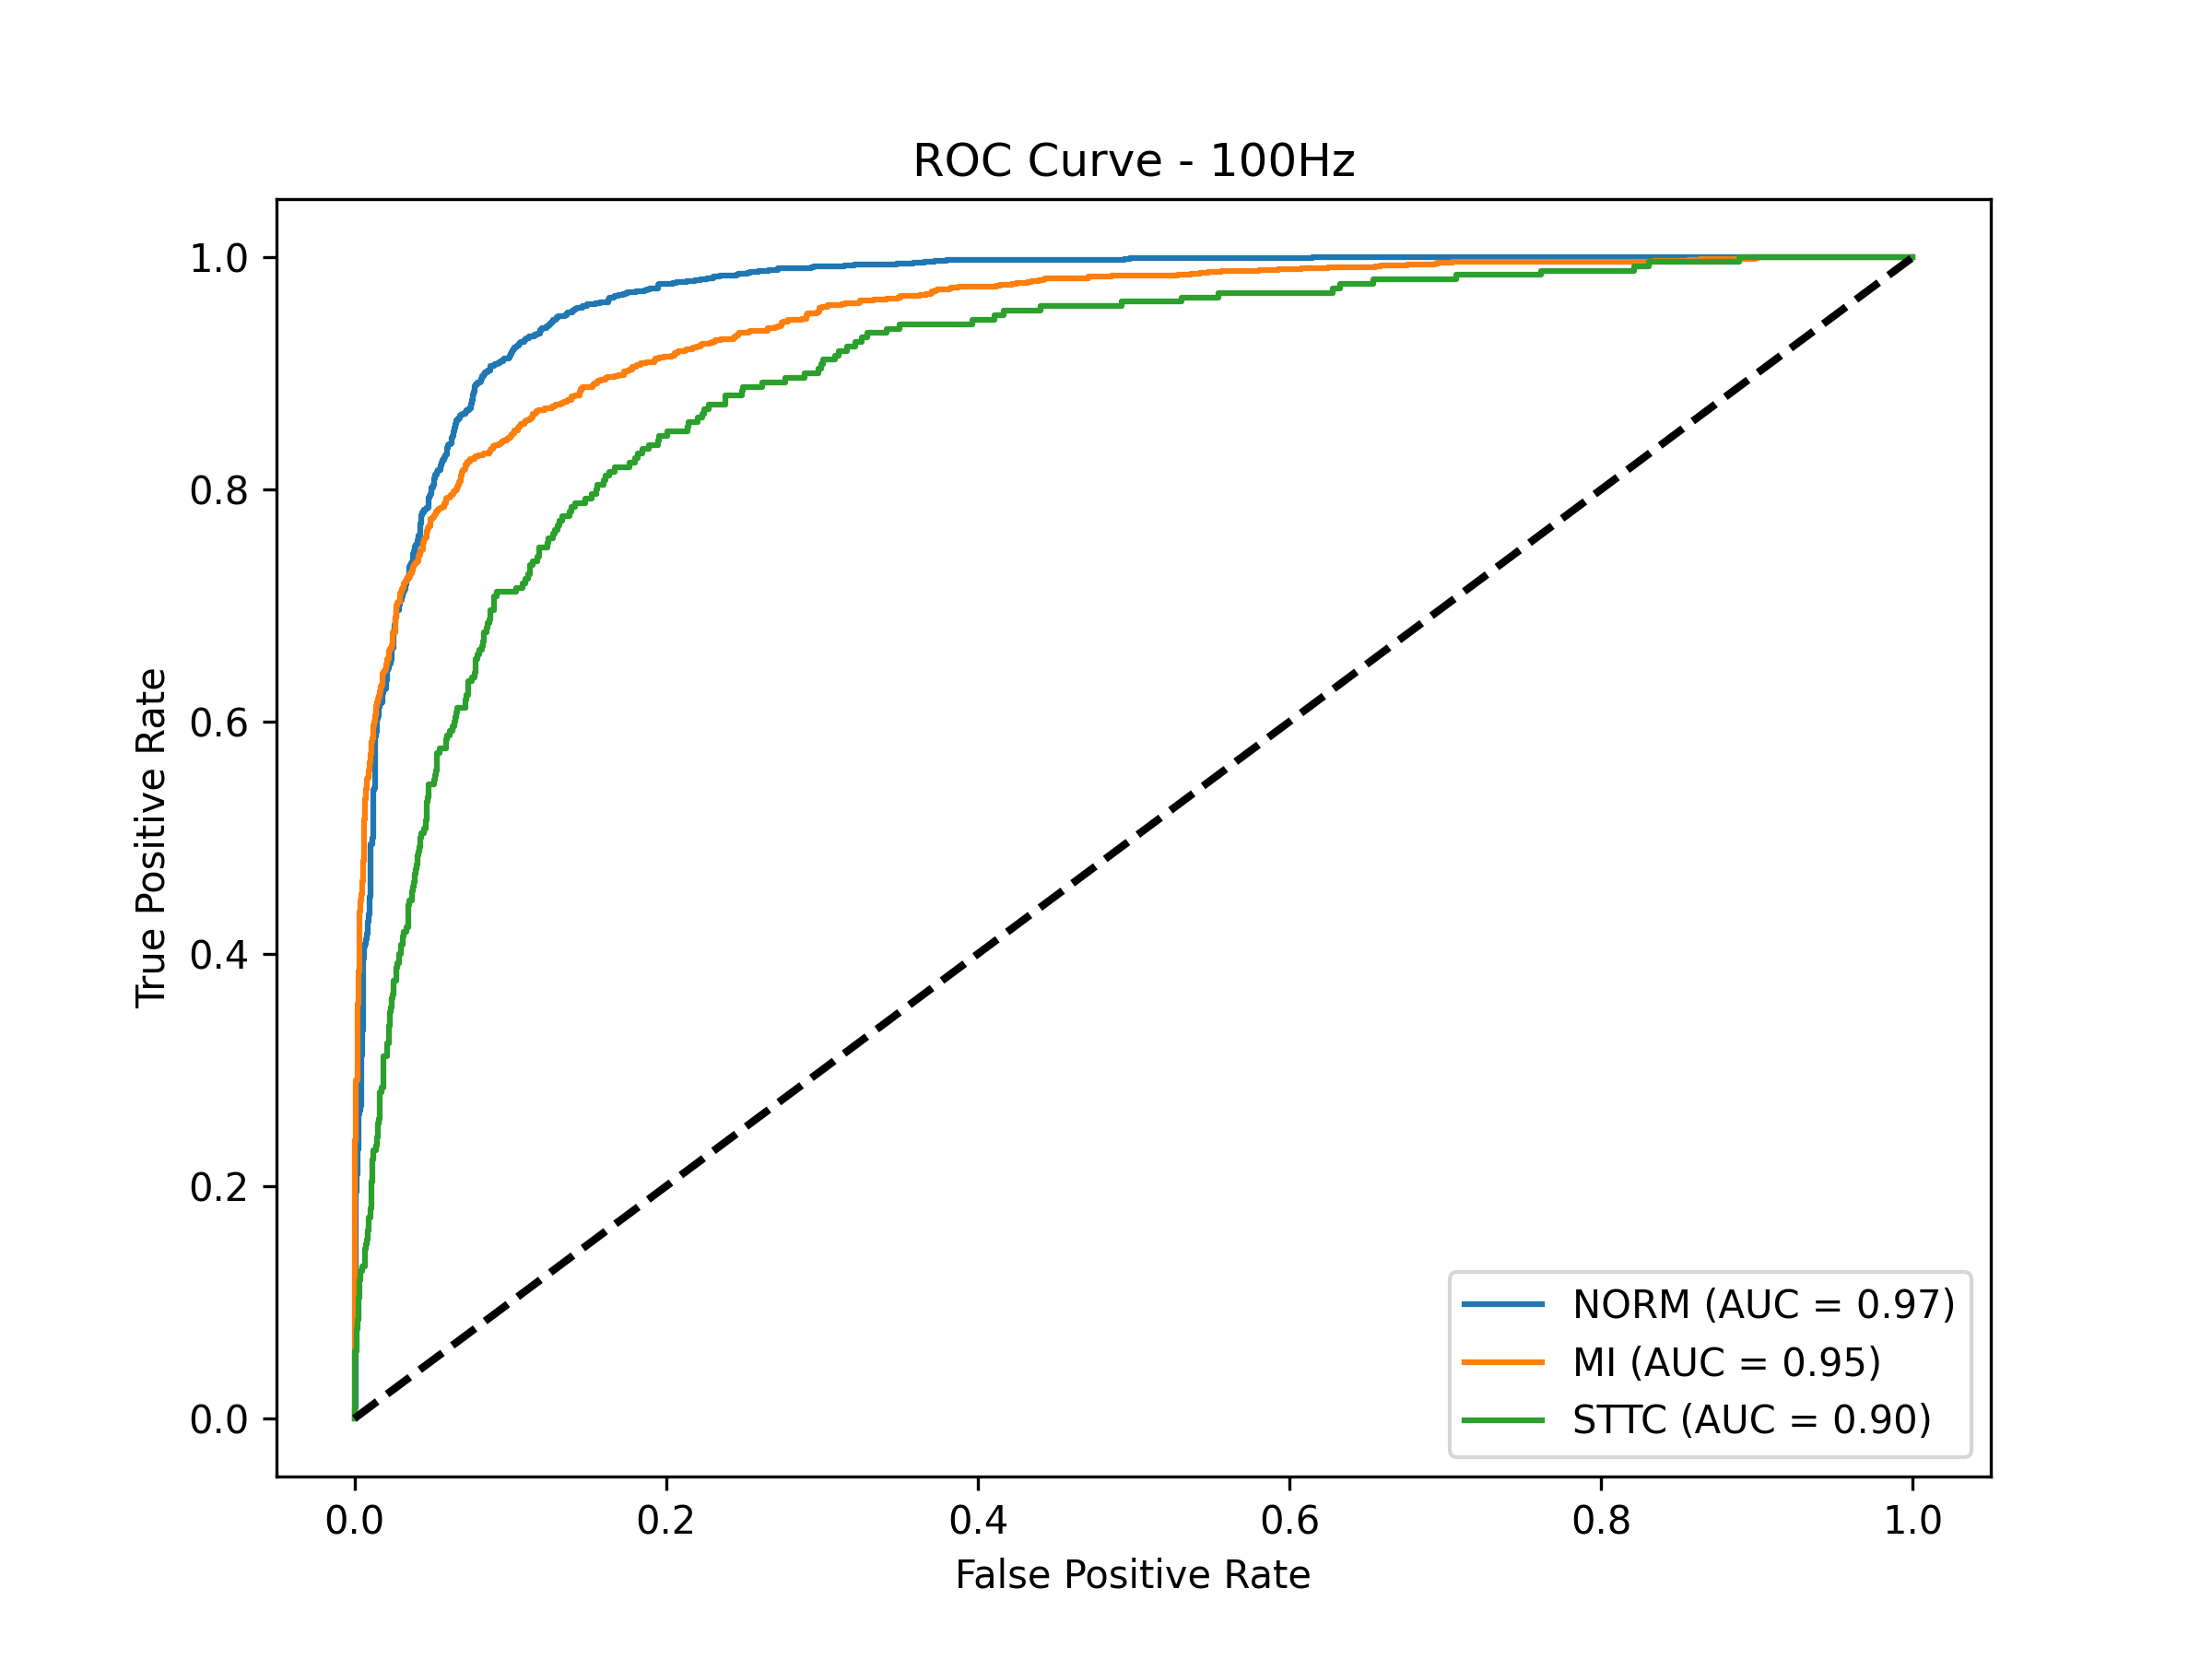 ROC Curve - 100Hz
True Positive Rate
1.0
0.8
0.6
0.4
0.2
0.0
NORM (AUC = 0.97)
MI (AUC = 0.95)
STTC (AUC = 0.90)
0.0 0.2 0.4 0.6 0.8 1.0
False Positive Rate